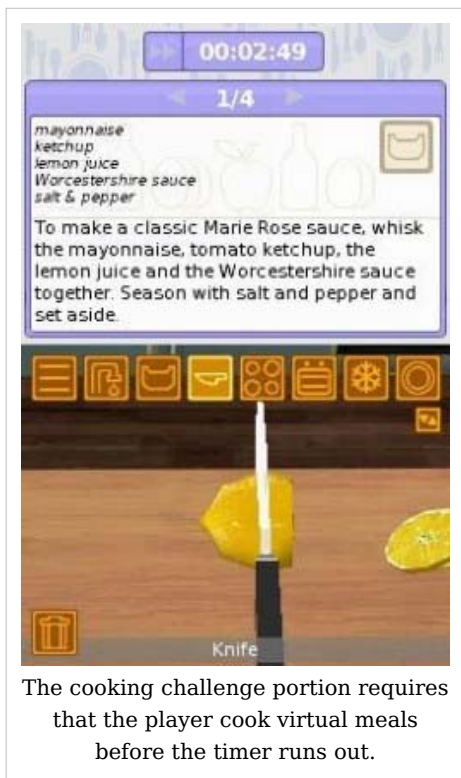 00:02:49
1/4
mayonnaise
ketchup
lemon juice
Worcestershire sauce
salt & pepper
To make a classic Marie Rose sauce, whisk
the mayonnaise, tomato ketchup, the
lemon juice and the Worcestershire sauce
together. Season with salt and pepper and
set aside.
Knife
The cooking challenge portion requires
that the player cook virtual meals
before the timer runs out.